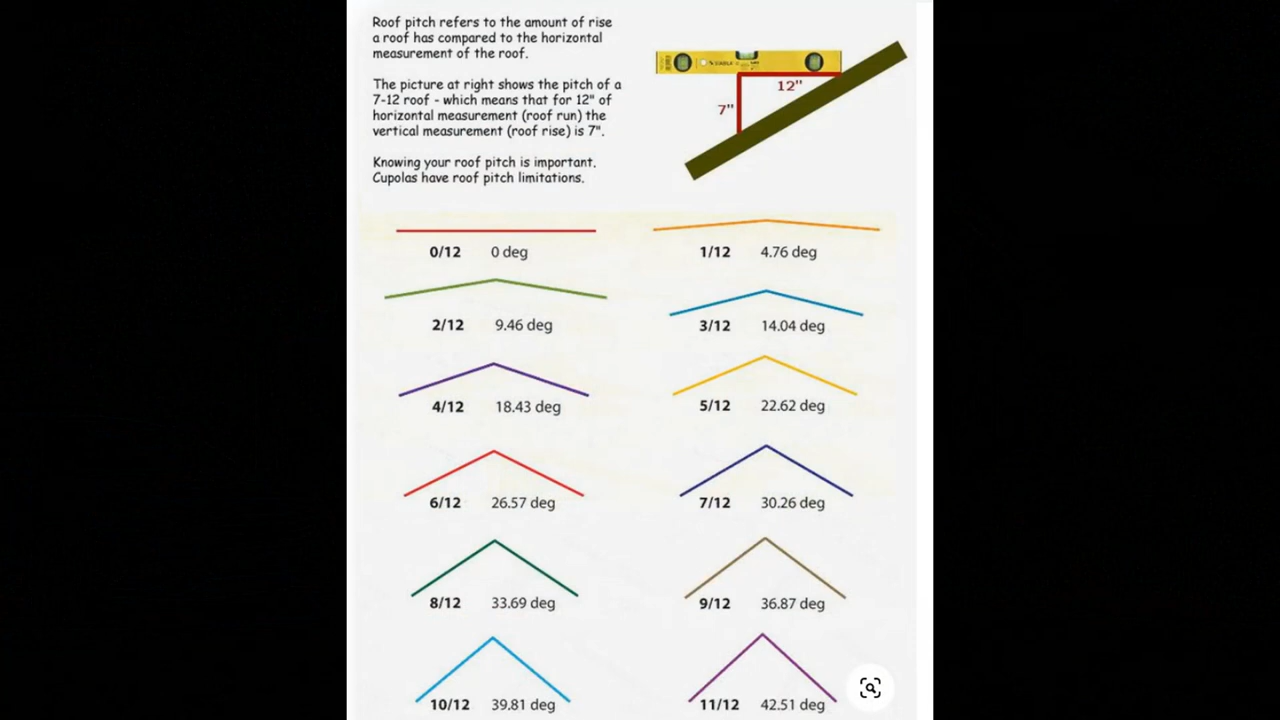 Roof pitch refers to the amount of rise
a roof has compared to the horizontal
measurement of the roof.
The picture at right shows the pitch of a
7-12 roof - which means that for 12" of
horizontal measurement (roof run) the
vertical measurement (roof rise) is 7".
Knowing your roof pitch is important.
Cupolas have roof pitch limitations.
12"
7"
0/12 0 deg
1/12 4.76 deg
2/12 9.46 deg
3/12 14.04 deg
4/12 18.43 deg
5/12 22.62 deg
6/12 26.57 deg
7/12 30.26 deg
8/12 33.69 deg
9/12 36.87 deg
10/12 39.81 deg
11/12 42.51 deg